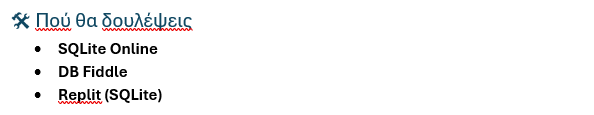 🛠 Πού θα δουλέψεις
• SQLite Online
• DB Fiddle
• Replit (SQLite)